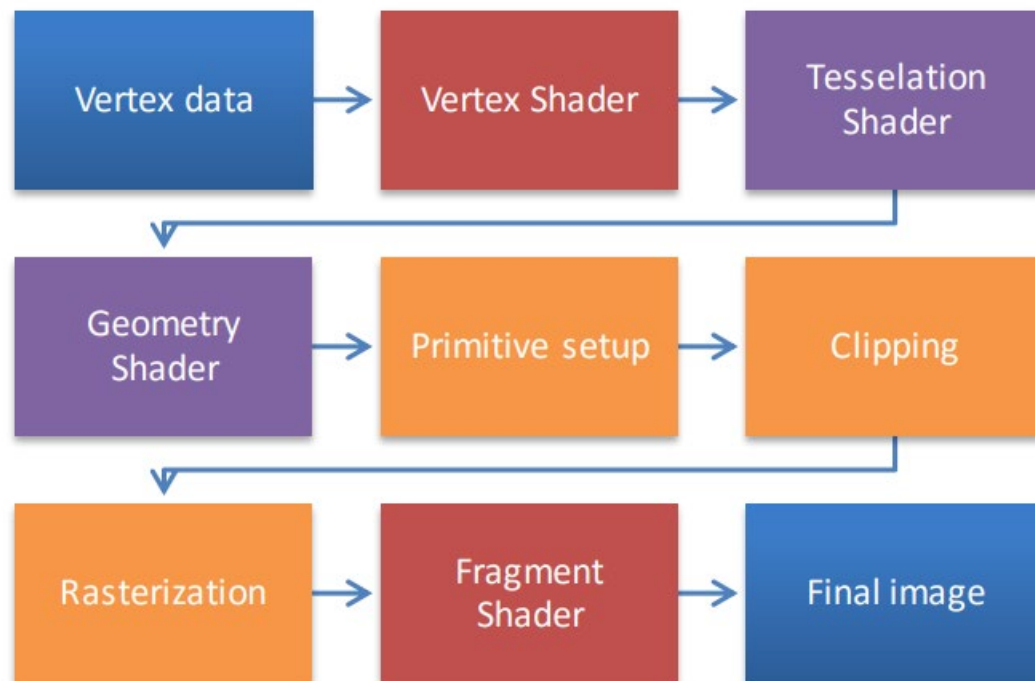 Vertex data
Vertex Shader
Tesselation
Shader
Geometry
Shader
Primitive setup
Clipping
Rasterization
Fragment
Shader
Final image